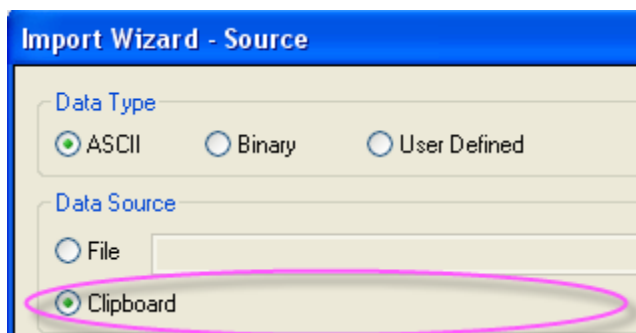 Import Wizard - Source
Data Type
ASCII Binary User Defined
Data Source
File
Clipboard